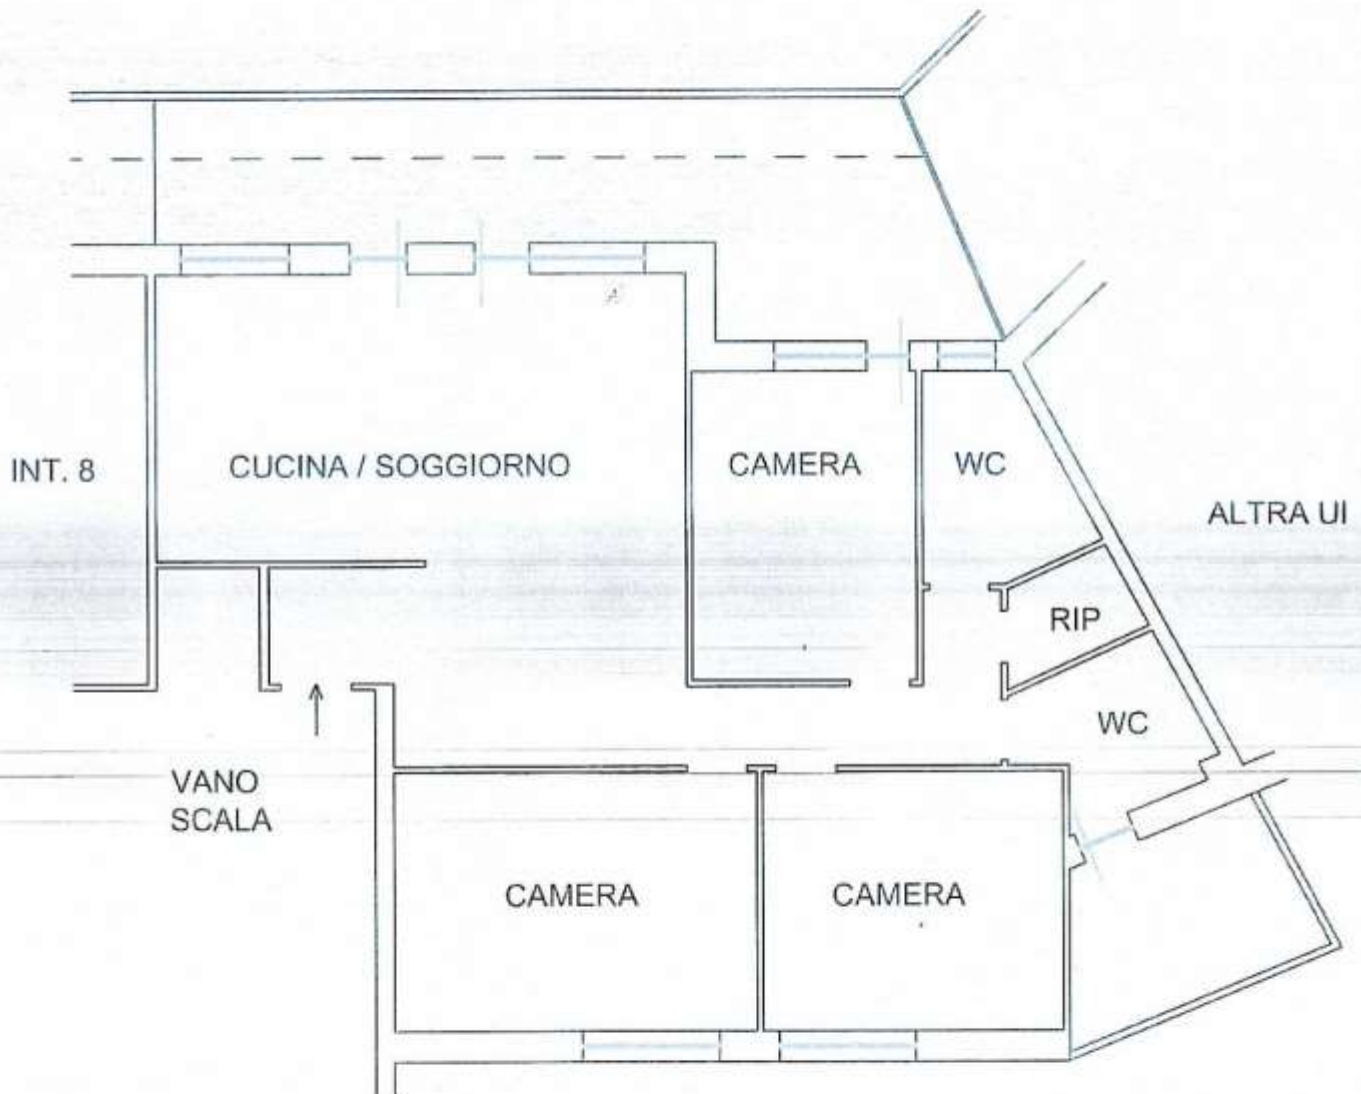 INT. 8
CUCINA / SOGGIORNO
CAMERA
WC
ALTRA UI
RIP
WC
VANO
SCALA
CAMERA
CAMERA